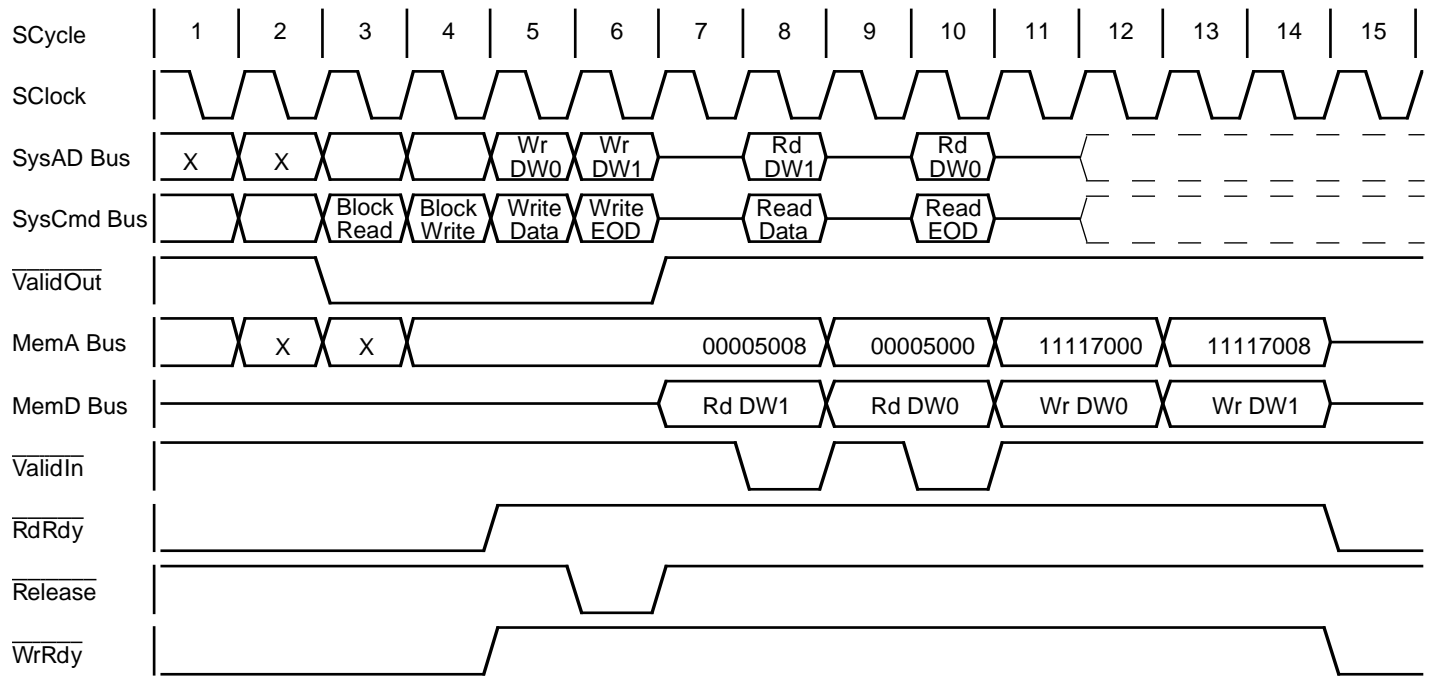 SCycle 1 2 3 4 5 6 7 8 9 10 11 12 13 14 15
SClock
SysAD Bus X X Wr DW0 Wr DW1 Rd DW1 Rd DW0
SysCmd Bus Block Read Block Write Write Data Write EOD Read Data Read EOD
ValidOut
MemA Bus X X 00005008 00005000 11117000 11117008
MemD Bus Rd DW1 Rd DW0 Wr DW0 Wr DW1
ValidIn
RdRdy
Release
WrRdy